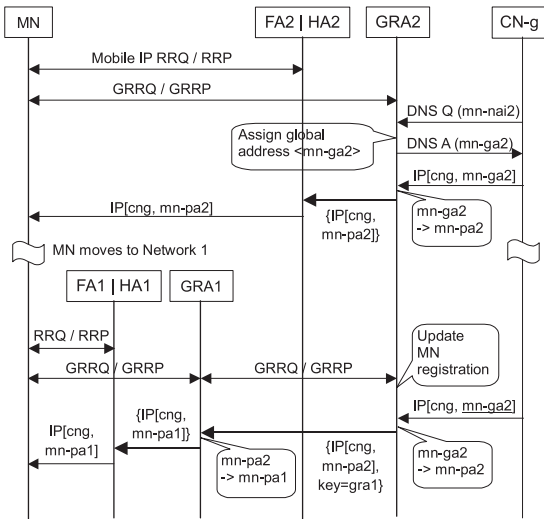 MN
FA2 | HA2
GRA2
CN-g
Mobile IP RRQ / RRP
GRRQ / GRRP
DNS Q (mn-nai2)
Assign global
address <mn-ga2>
DNS A (mn-ga2)
IP[cng, mn-ga2]
IP[cng, mn-pa2]
{IP[cng,
mn-pa2]}
mn-ga2
-> mn-pa2
MN moves to Network 1
FA1 | HA1
GRA1
RRQ / RRP
Update
MN
registration
GRRQ / GRRP
GRRQ / GRRP
IP[cng, mn-ga2]
{IP[cng,
mn-pa1]}
IP[cng,
mn-pa1]
mn-pa2
-> mn-pa1
{IP[cng,
mn-pa2],
key=gra1}
mn-ga2
-> mn-pa2